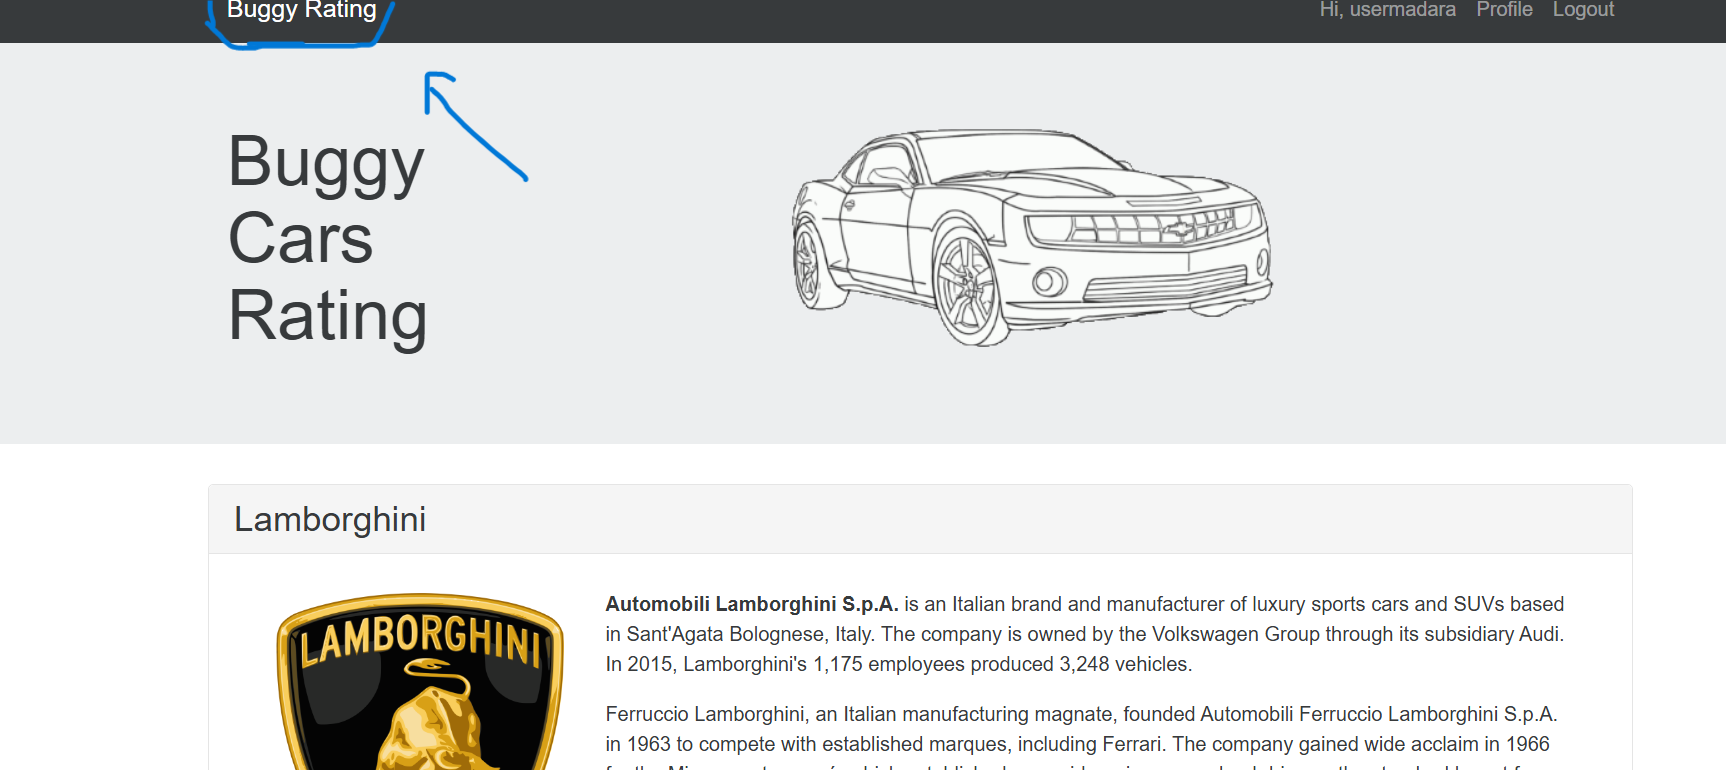 Buggy Rating
Hi, usermadara Profile Logout
Buggy
Cars
Rating
Lamborghini
LAMBORGHINI
Automobili Lamborghini S.p.A. is an Italian brand and manufacturer of luxury sports cars and SUVs based
in Sant'Agata Bolognese, Italy. The company is owned by the Volkswagen Group through its subsidiary Audi.
In 2015, Lamborghini's 1,175 employees produced 3,248 vehicles.
Ferruccio Lamborghini, an Italian manufacturing magnate, founded Automobili Ferruccio Lamborghini S.p.A.
in 1963 to compete with established marques, including Ferrari. The company gained wide acclaim in 1966